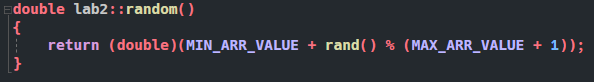 double lab2::random()
{
    return (double)(MIN_ARR_VALUE + rand() % (MAX_ARR_VALUE + 1));
}